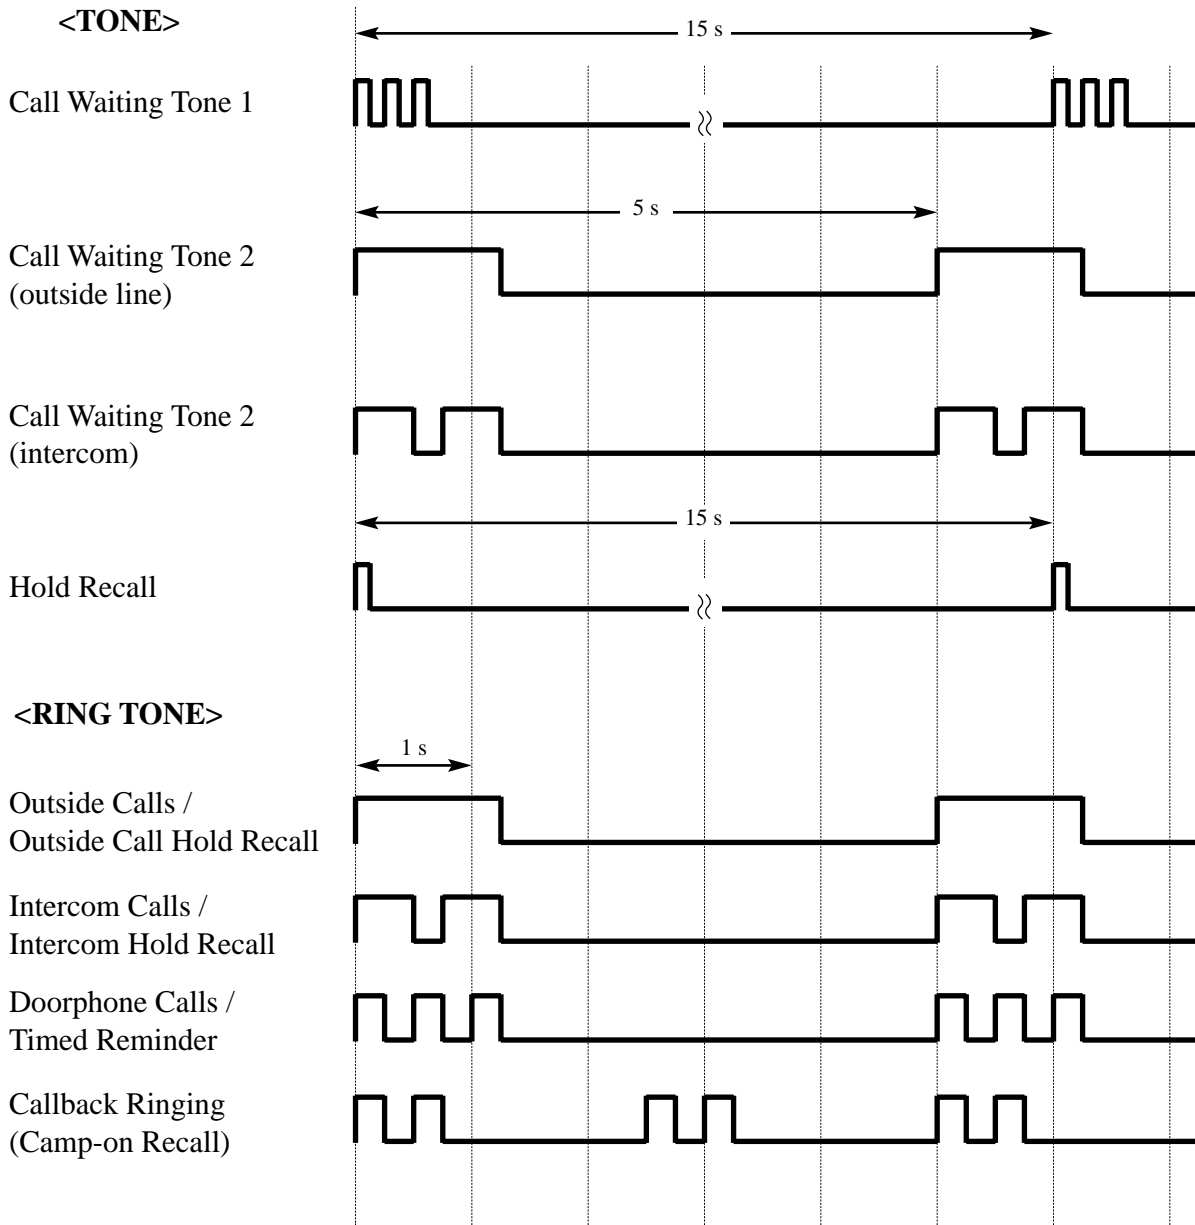 <TONE>
15 s
Call Waiting Tone 1
5 s
Call Waiting Tone 2
(outside line)
Call Waiting Tone 2
(intercom)
15 s
Hold Recall
<RING TONE>
1 s
Outside Calls /
Outside Call Hold Recall
Intercom Calls /
Intercom Hold Recall
Doorphone Calls /
Timed Reminder
Callback Ringing
(Camp-on Recall)